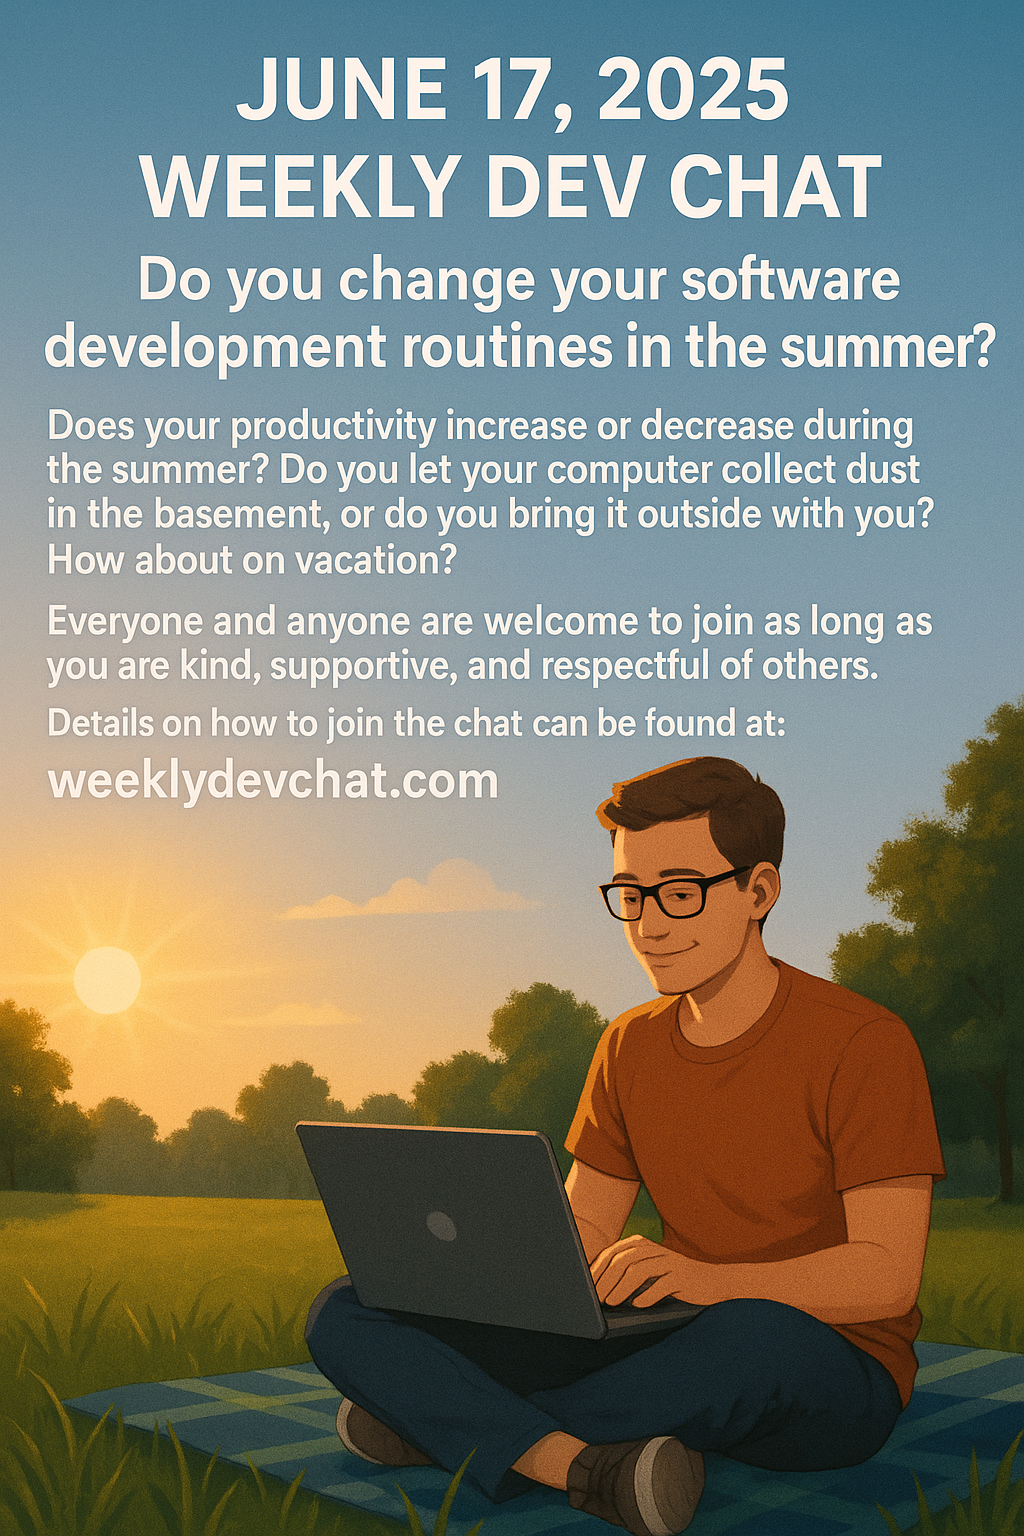 JUNE 17, 2025
WEEKLY DEV CHAT
Do you change your software
development routines in the summer?
Does your productivity increase or decrease during
the summer? Do you let your computer collect dust
in the basement, or do you bring it outside with you?
How about on vacation?
Everyone and anyone are welcome to join as long as
you are kind, supportive, and respectful of others.
Details on how to join the chat can be found at:
weeklydevchat.com